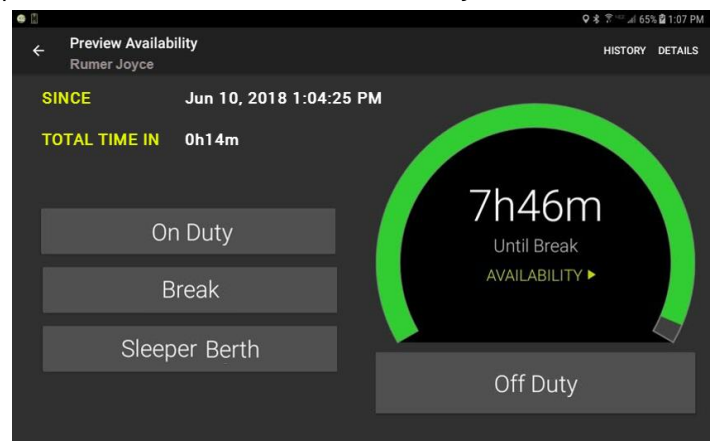 65% 1:07 PM
Preview Availability
Rumer Joyce
HISTORY DETAILS
SINCE Jun 10, 2018 1:04:25 PM
TOTAL TIME IN 0h14m
7h46m
Until Break
AVAILABILITY
On Duty
Break
Sleeper Berth
Off Duty